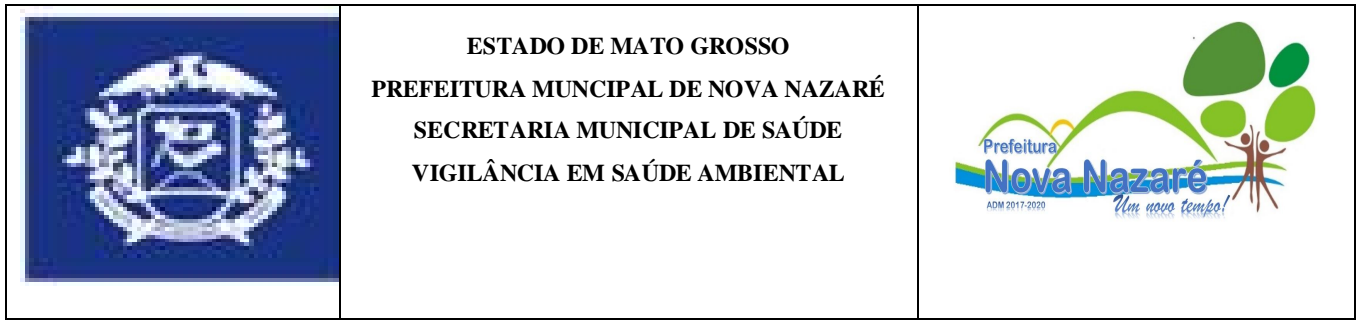 ESTADO DE MATO GROSSO
PREFEITURA MUNCIPAL DE NOVA NAZARÉ
SECRETARIA MUNICIPAL DE SAÚDE
VIGILÂNCIA EM SAÚDE AMBIENTAL
Prefeitura
Nova Nazaré
ADM 2017-2020
Um novo tempo!